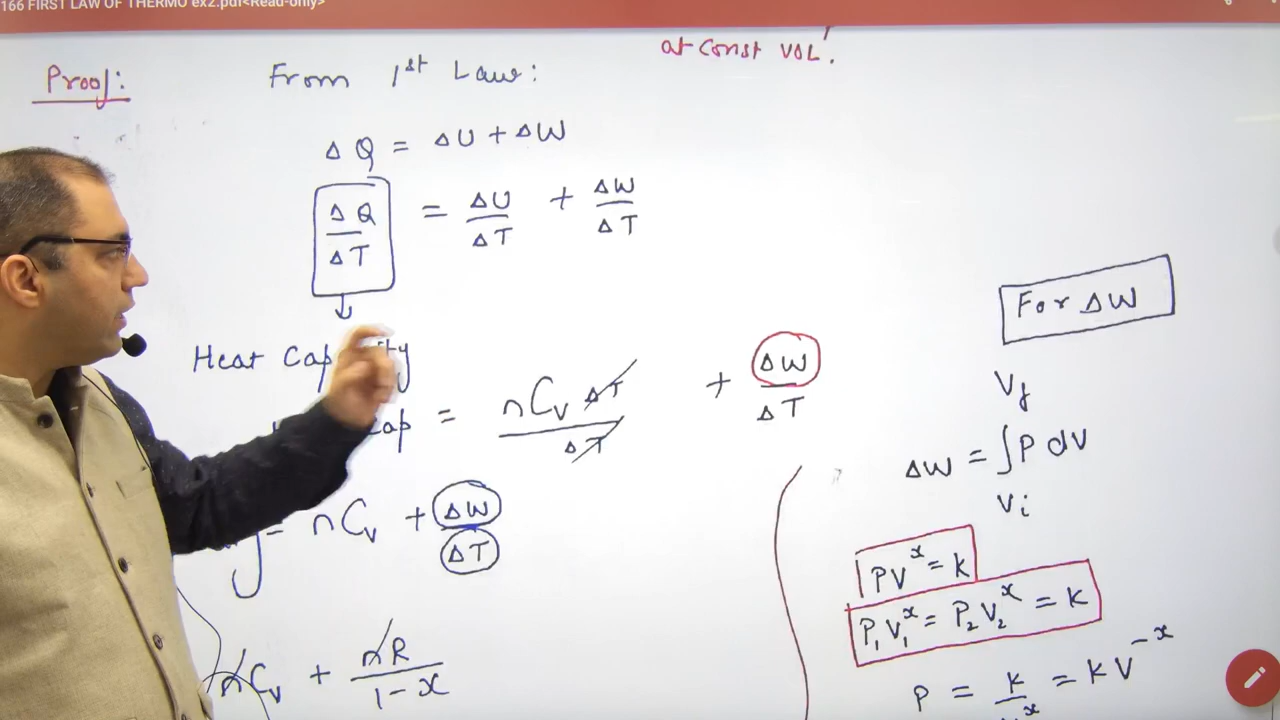 166 FIRST LAW OF THERMO ex2.pdf<Read-only>
at const vol!
Proof:
From 1st Law:
ΔQ = ΔU + ΔW
ΔQ/ΔT = ΔU/ΔT + ΔW/ΔT
↓
Heat Capacity
Cap = nCv ΔT/ΔT + ΔW/ΔT
= nCv + ΔW/ΔT
nCv + nR/1-x
For ΔW
Vf
ΔW = ∫P dV
Vi
PV^x = k
P₁V₁^x = P₂V₂^x = k
P = k/V^x = kV^-x